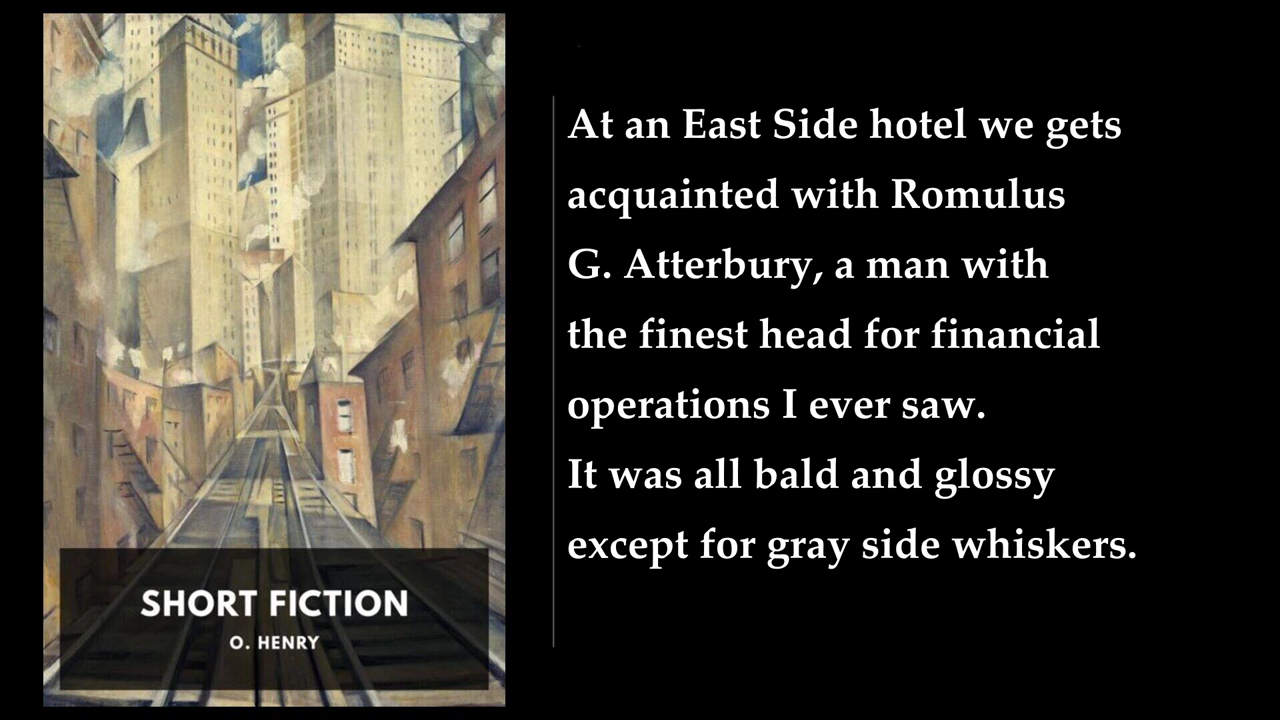 At an East Side hotel we gets
acquainted with Romulus
G. Atterbury, a man with
the finest head for financial
operations I ever saw.
It was all bald and glossy
except for gray side whiskers.
SHORT FICTION
O. HENRY